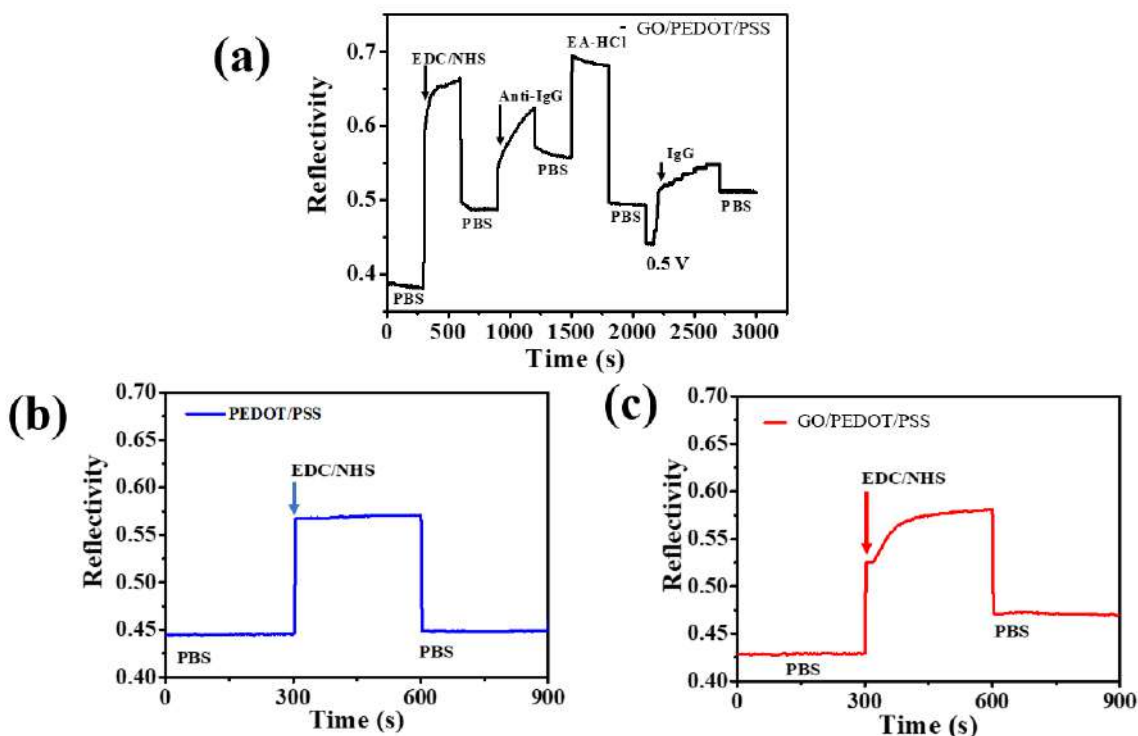 (a)
GO/PEDOT/PSS
EA-HCl
EDC/NHS
Anti-IgG
IgG
PBS
PBS
PBS
PBS
PBS
0.5 V
0.7
0.6
0.5
0.4
Reflectivity
0 500 1000 1500 2000 2500 3000
Time (s)
(b)
PEDOT/PSS
EDC/NHS
PBS
PBS
0.70
0.65
0.60
0.55
0.50
0.45
0.40
Reflectivity
0 300 600 900
Time (s)
(c)
GO/PEDOT/PSS
EDC/NHS
PBS
PBS
0.70
0.65
0.60
0.55
0.50
0.45
0.40
Reflectivity
0 300 600 900
Time (s)